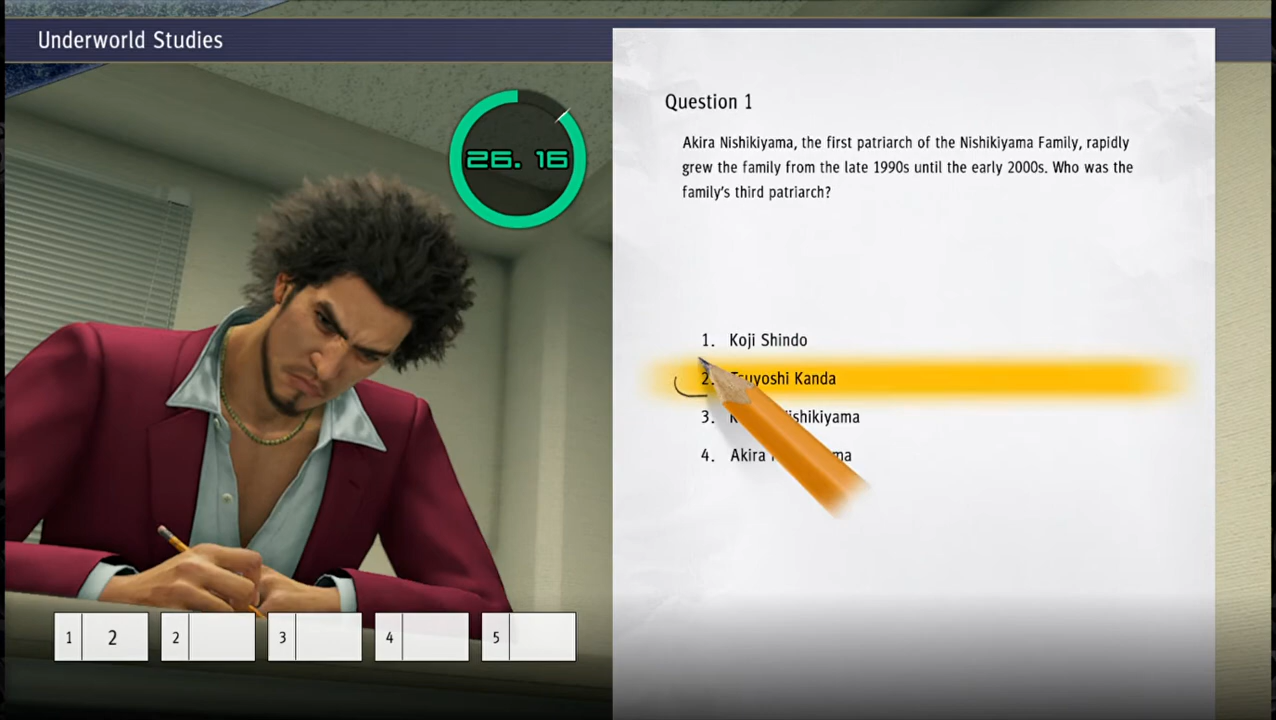 Underworld Studies
26. 16
Question 1
Akira Nishikiyama, the first patriarch of the Nishikiyama Family, rapidly
grew the family from the late 1990s until the early 2000s. Who was the
family's third patriarch?
1. Koji Shindo
2. Tsuyoshi Kanda
3. Nishikiyama
4. Akira
1 2 2 3 4 5